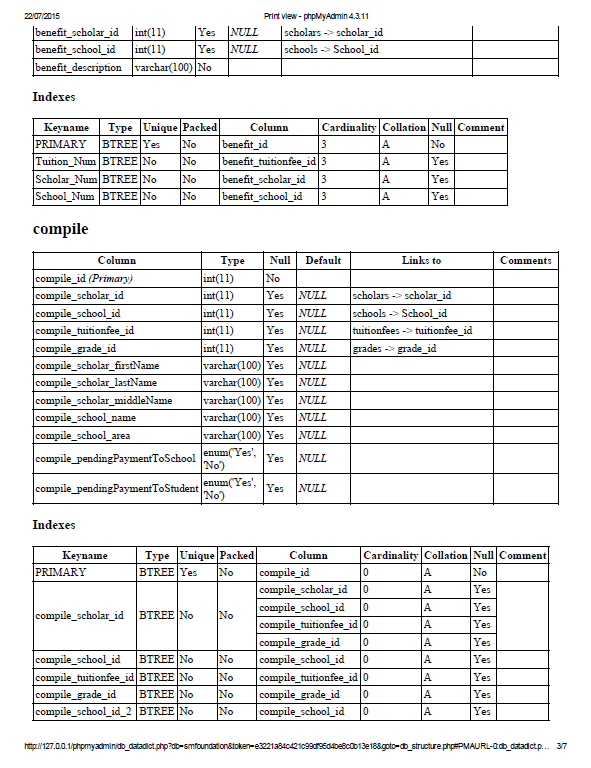 22/07/2015 Print view - phpMyAdmin 4.3.11
benefit_scholar_id int(11) Yes NULL scholars -> scholar_id
benefit_school_id int(11) Yes NULL schools -> School_id
benefit_description varchar(100) No
Indexes
Keyname Type Unique Packed Column Cardinality Collation Null Comment
PRIMARY BTREE Yes No benefit_id 3 A No
Tuition_Num BTREE No No benefit_tuitionfee_id 3 A Yes
Scholar_Num BTREE No No benefit_scholar_id 3 A Yes
School_Num BTREE No No benefit_school_id 3 A Yes
compile
Column Type Null Default Links to Comments
compile_id (Primary) int(11) No
compile_scholar_id int(11) Yes NULL scholars -> scholar_id
compile_school_id int(11) Yes NULL schools -> School_id
compile_tuitionfee_id int(11) Yes NULL tuitionfees -> tuitionfee_id
compile_grade_id int(11) Yes NULL grades -> grade_id
compile_scholar_firstName varchar(100) Yes NULL
compile_scholar_lastName varchar(100) Yes NULL
compile_scholar_middleName varchar(100) Yes NULL
compile_school_name varchar(100) Yes NULL
compile_school_area varchar(100) Yes NULL
compile_pendingPaymentToSchool enum('Yes', 'No') Yes NULL
compile_pendingPaymentToStudent enum('Yes', 'No') Yes NULL
Indexes
Keyname Type Unique Packed Column Cardinality Collation Null Comment
PRIMARY BTREE Yes No compile_id 0 A No
compile_scholar_id BTREE No No compile_scholar_id 0 A Yes
compile_school_id 0 A Yes
compile_tuitionfee_id 0 A Yes
compile_grade_id 0 A Yes
compile_school_id BTREE No No compile_school_id 0 A Yes
compile_tuitionfee_id BTREE No No compile_tuitionfee_id 0 A Yes
compile_grade_id BTREE No No compile_grade_id 0 A Yes
compile_school_id_2 BTREE No No compile_school_id 0 A Yes
http://127.0.0.1/phpmyadmin/db_datadict.php?db=smfoundation&token=e3221a84c421c99df95d4be8c0b13e18&goto=db_structure.php#PMAURL-0:db_datadict.p... 3/7